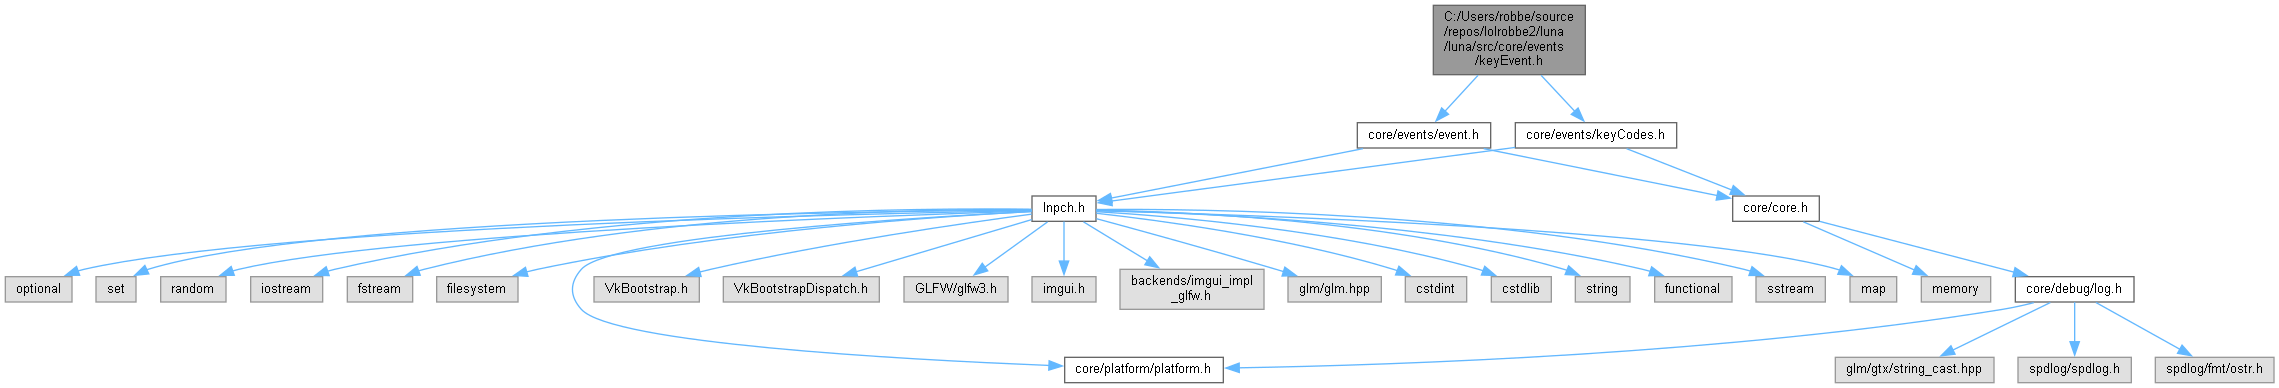 C:/Users/robbe/source
/repos/lolrobbe2/luna
/luna/src/core/events
/keyEvent.h
core/events/event.h
core/events/keyCodes.h
lnpch.h
core/core.h
optional
set
random
iostream
fstream
filesystem
VkBootstrap.h
VkBootstrapDispatch.h
GLFW/glfw3.h
imgui.h
backends/imgui_impl
_glfw.h
glm/glm.hpp
cstdint
cstdlib
string
functional
sstream
map
memory
core/debug/log.h
core/platform/platform.h
glm/gtx/string_cast.hpp
spdlog/spdlog.h
spdlog/fmt/ostr.h